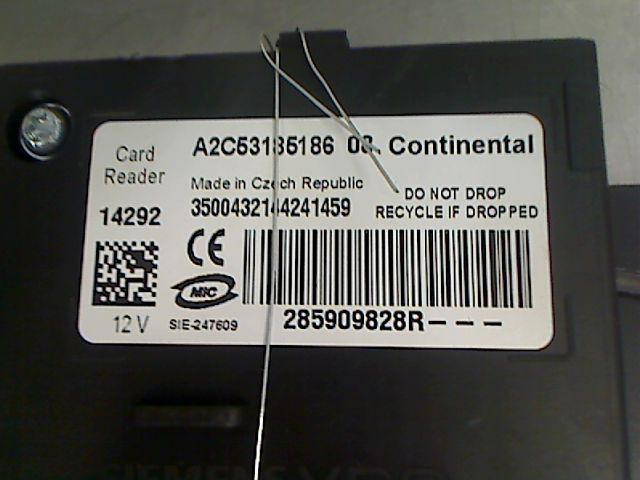 Card
Reader
A2C53185186 03. Continental
Made in Czech Republic
DO NOT DROP
14292
3500432144241459
RECYCLE IF DROPPED
CE
MIC
12 V
SIE-247609
285909828R---